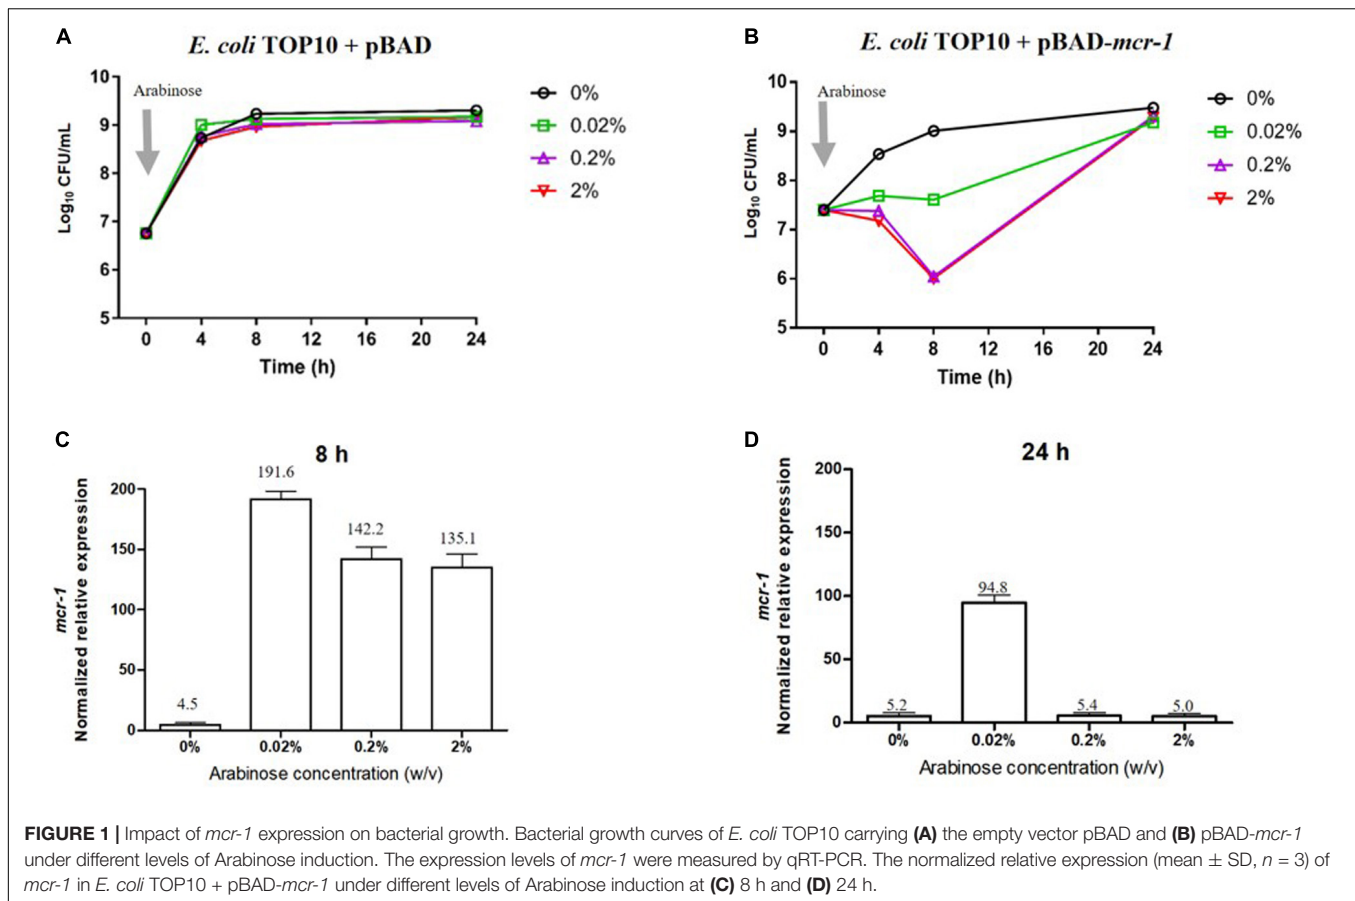 A
E. coli TOP10 + pBAD
Arabinose
10
9
8
7
6
5
Log10 CFU/mL
0 4 8 12 16 20 24
Time (h)
0%
0.02%
0.2%
2%
B
E. coli TOP10 + pBAD-mcr-1
Arabinose
10
9
8
7
6
5
Log10 CFU/mL
0 4 8 12 16 20 24
Time (h)
0%
0.02%
0.2%
2%
C
8 h
200
150
100
50
0
mcr-1
Normalized relative expression
4.5
191.6
142.2
135.1
0% 0.02% 0.2% 2%
Arabinose concentration (w/v)
D
24 h
200
150
100
50
0
mcr-1
Normalized relative expression
5.2
94.8
5.4
5.0
0% 0.02% 0.2% 2%
Arabinose concentration (w/v)
FIGURE 1 | Impact of mcr-1 expression on bacterial growth. Bacterial growth curves of E. coli TOP10 carrying (A) the empty vector pBAD and (B) pBAD-mcr-1
under different levels of Arabinose induction. The expression levels of mcr-1 were measured by qRT-PCR. The normalized relative expression (mean ± SD, n = 3) of
mcr-1 in E. coli TOP10 + pBAD-mcr-1 under different levels of Arabinose induction at (C) 8 h and (D) 24 h.